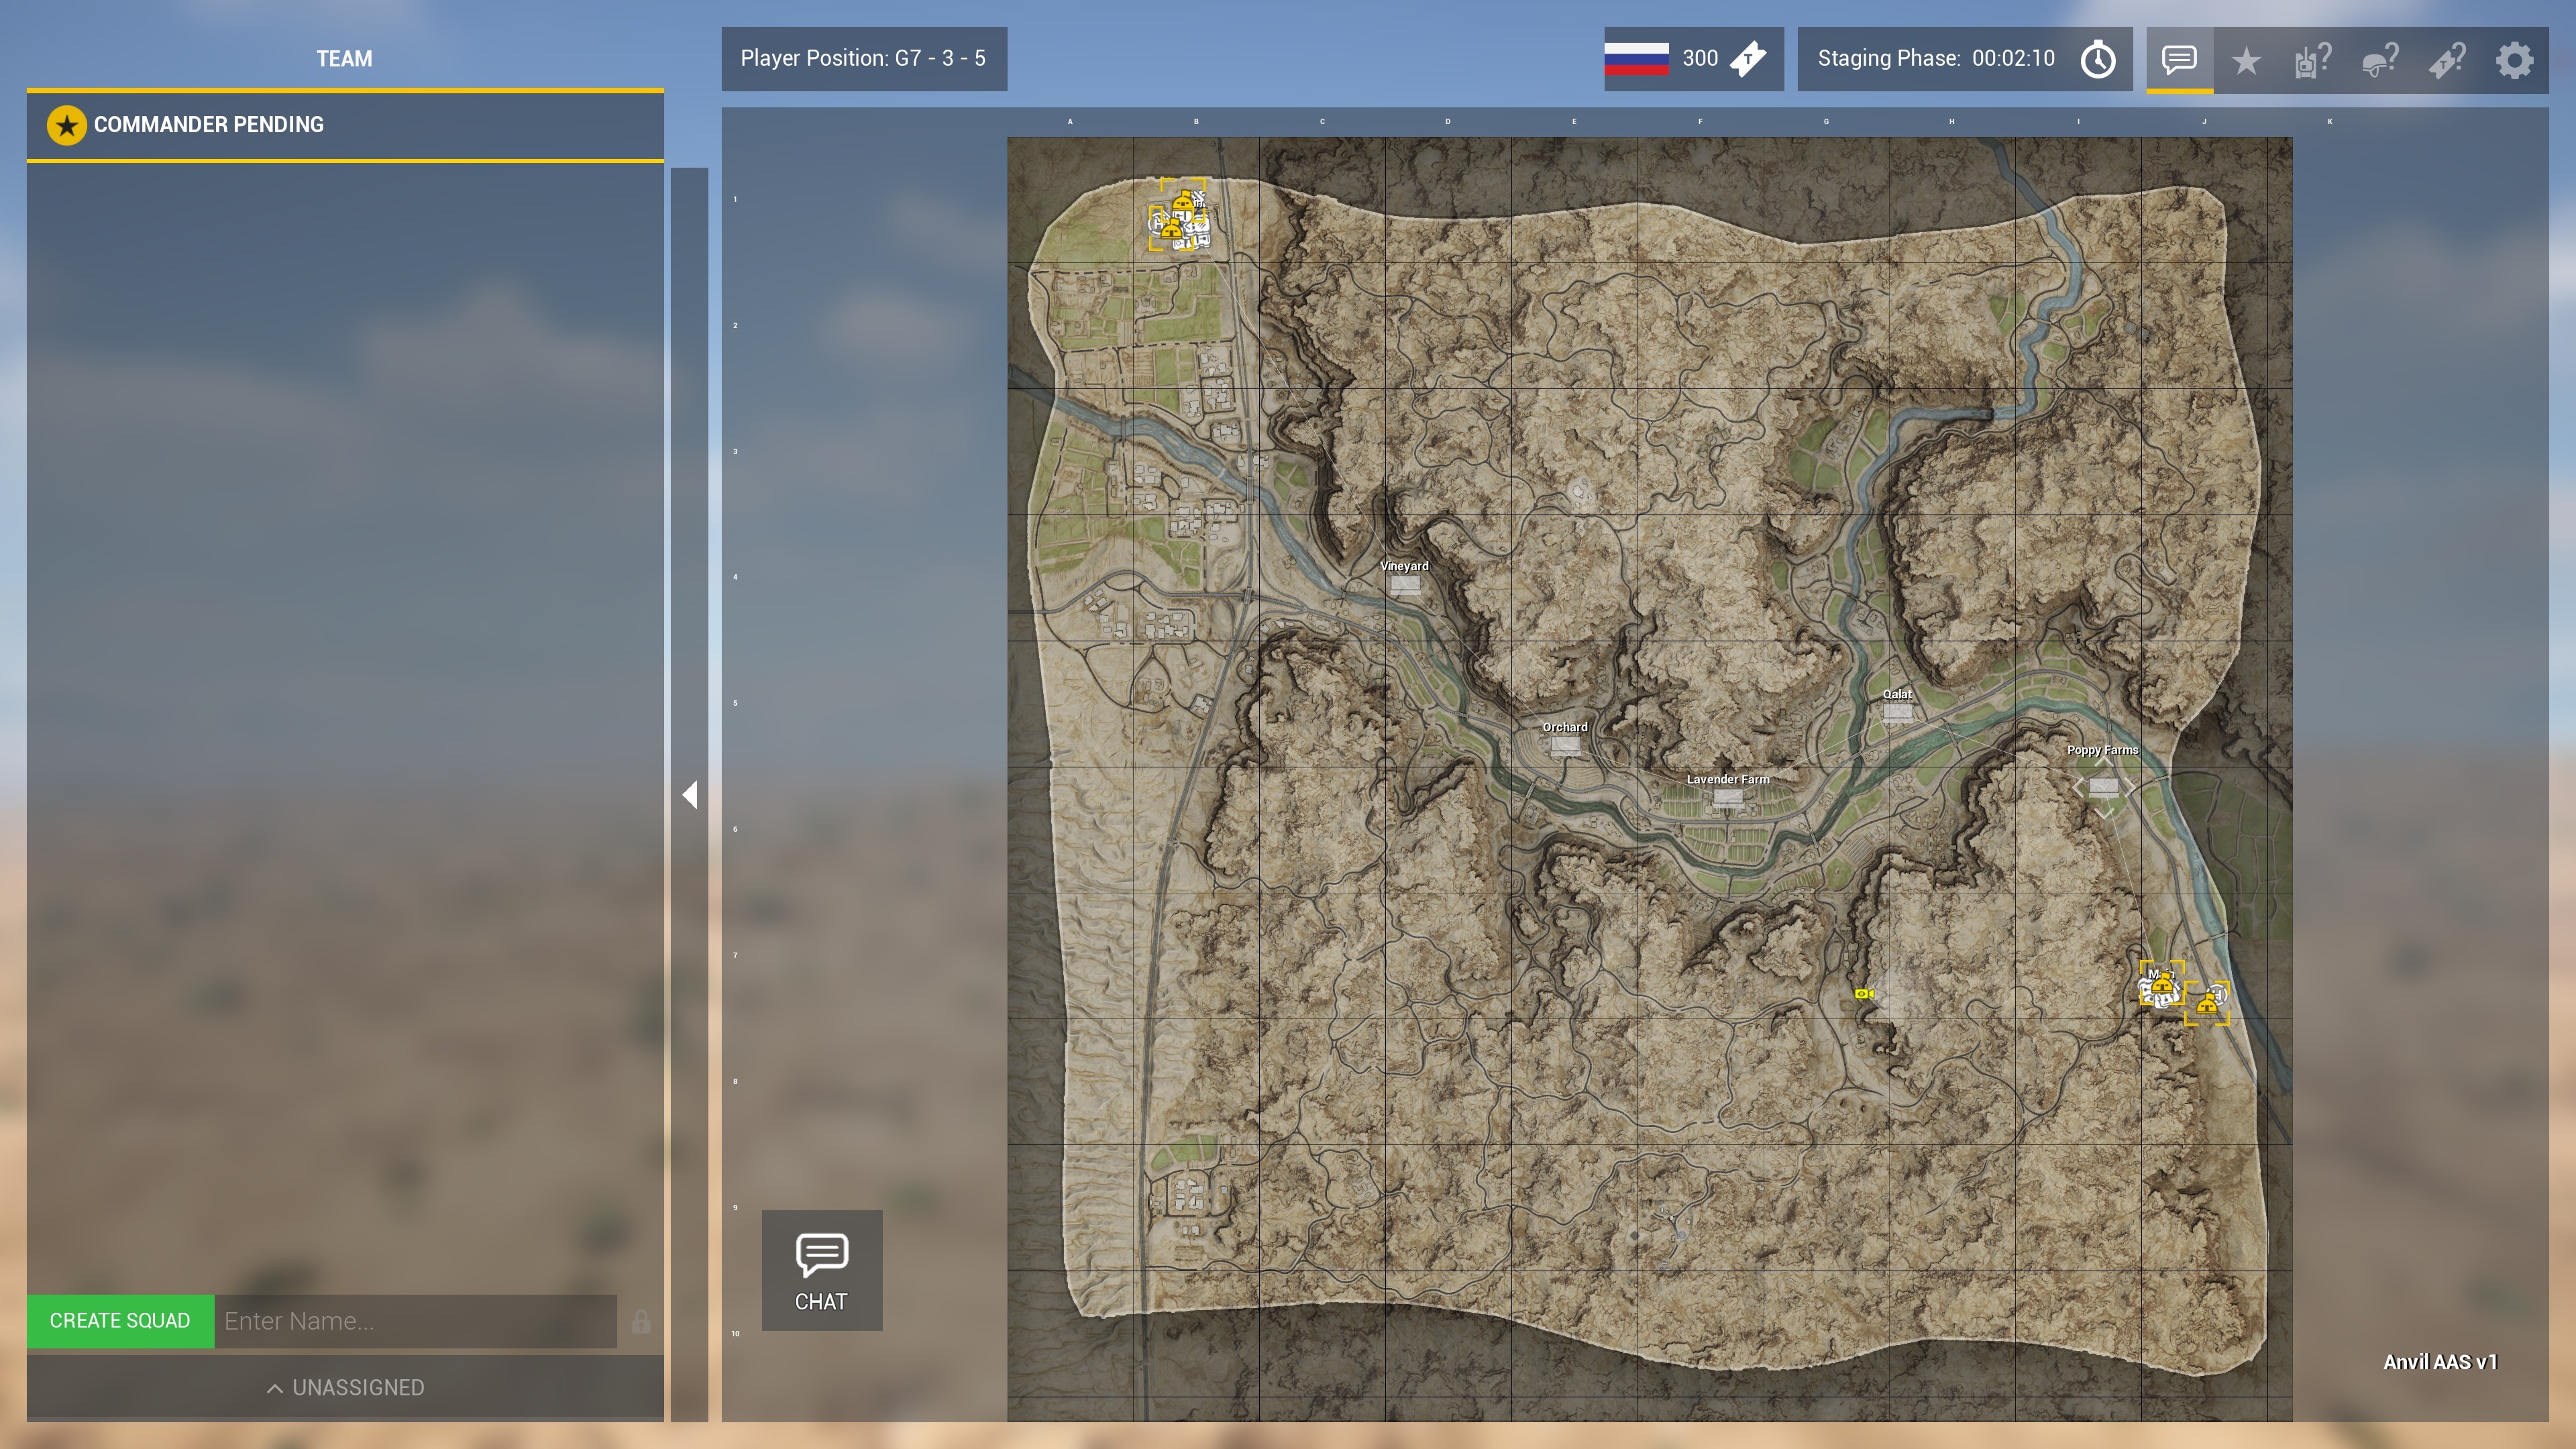 TEAM
Player Position: G7 - 3 - 5
300
Staging Phase: 00:02:10
COMMANDER PENDING
A B C D E F G H I J K
1
2
3
4
5
6
7
8
9
10
Vineyard
Qalat
Orchard
Poppy Farms
Lavender Farm
CHAT
CREATE SQUAD
Enter Name...
UNASSIGNED
Anvil AAS v1